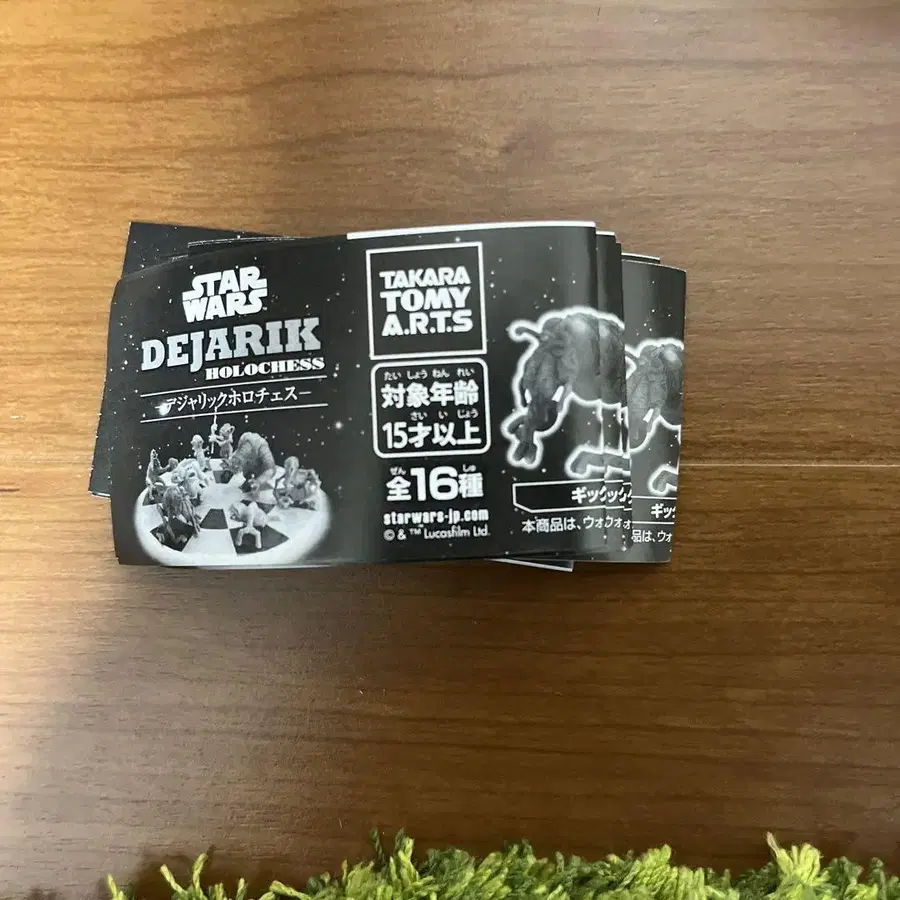 STAR
WARS
DEJARIK
HOLOCHESS
–デジャリックホロチェス–
TAKARA
TOMY
A.R.T.S
たい しょう ねん れい
対象年齢
さい い じょう
15才以上
ぜん しゅ
全16種
starwars-jp.com
© & ™ Lucasfilm Ltd.
ギック
本商品は、ウォ
ギッ
品は、ウォ